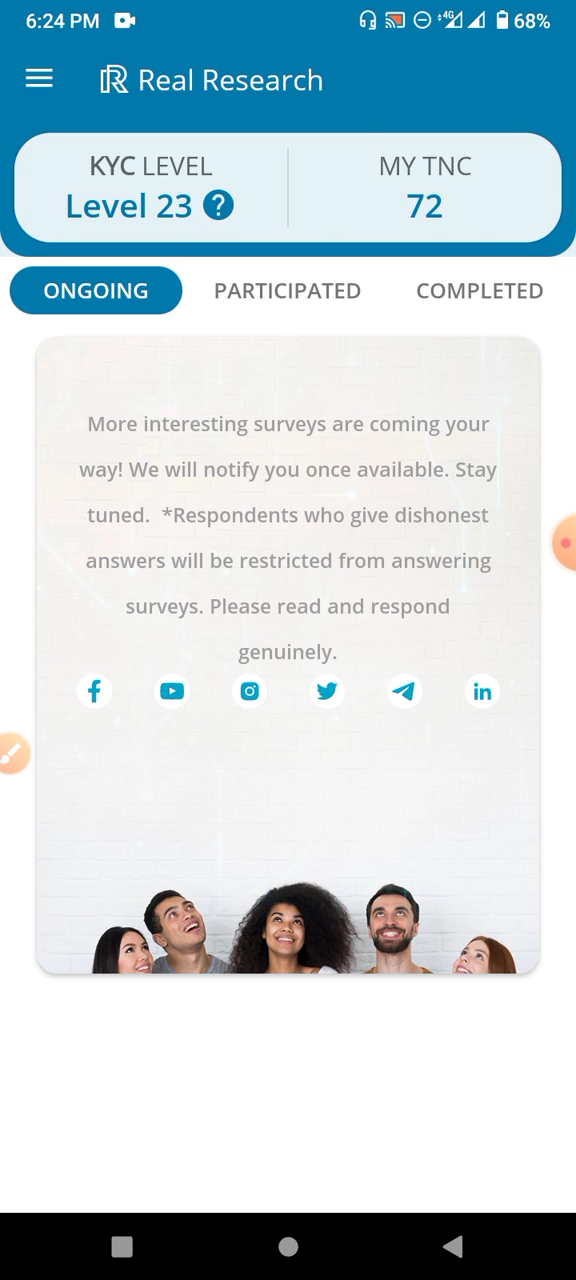 6:24 PM 4G 68%
Real Research
KYC LEVEL MY TNC
Level 23 ? 72
ONGOING PARTICIPATED COMPLETED
More interesting surveys are coming your
way! We will notify you once available. Stay
tuned.  *Respondents who give dishonest
answers will be restricted from answering
surveys. Please read and respond
genuinely.